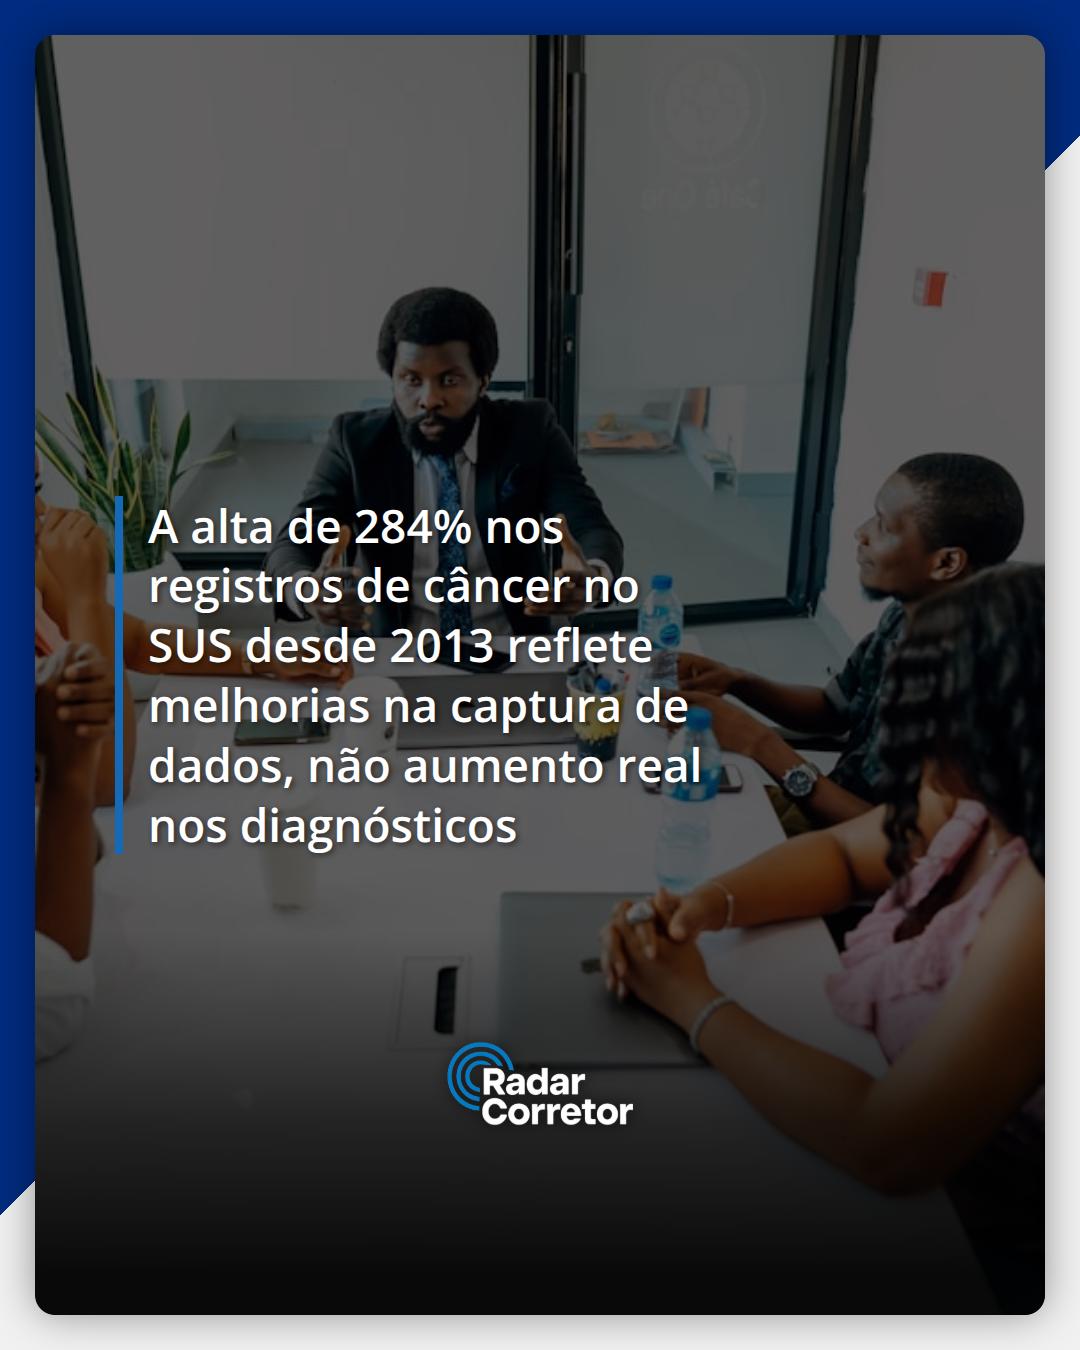 A alta de 284% nos
registros de câncer no
SUS desde 2013 reflete
melhorias na captura de
dados, não aumento real
nos diagnósticos
Radar
Corretor